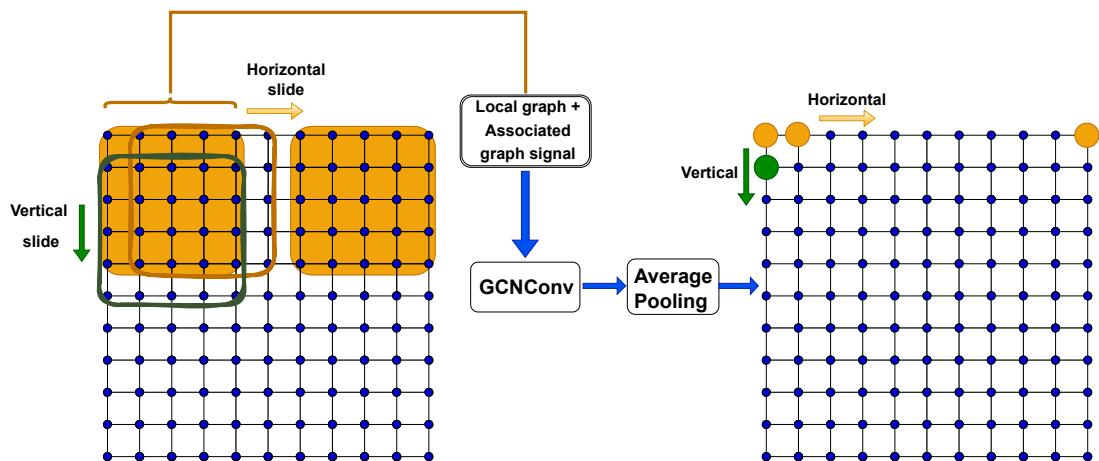 Horizontal
slide
Local graph +
Associated
graph signal
Horizontal
Vertical
Vertical
slide
GCNConv
Average
Pooling